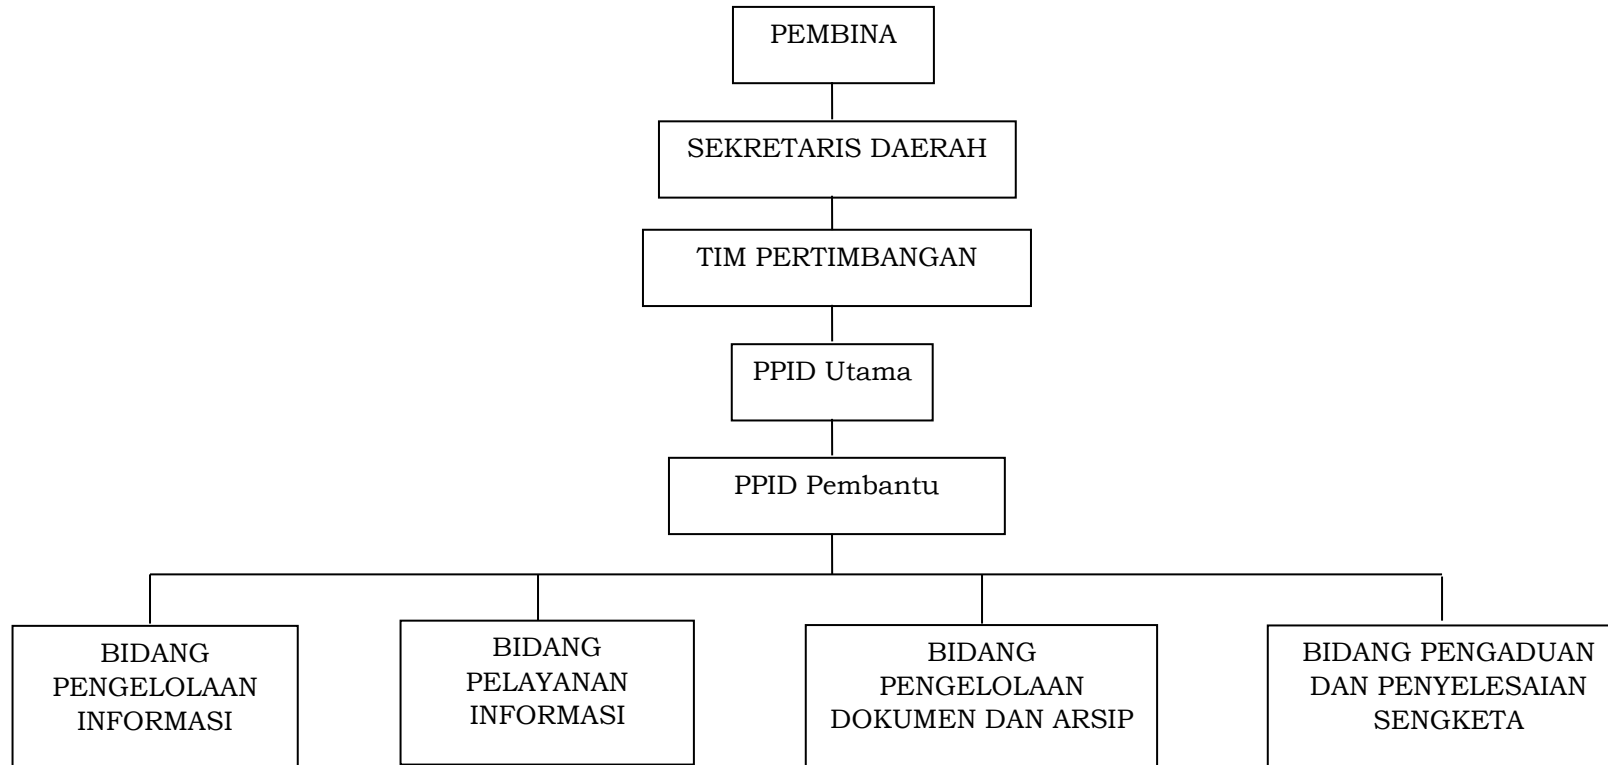 PEMBINA
SEKRETARIS DAERAH
TIM PERTIMBANGAN
PPID Utama
PPID Pembantu
BIDANG
PENGELOLAAN
INFORMASI
BIDANG
PELAYANAN
INFORMASI
BIDANG
PENGELOLAAN
DOKUMEN DAN ARSIP
BIDANG PENGADUAN
DAN PENYELESAIAN
SENGKETA